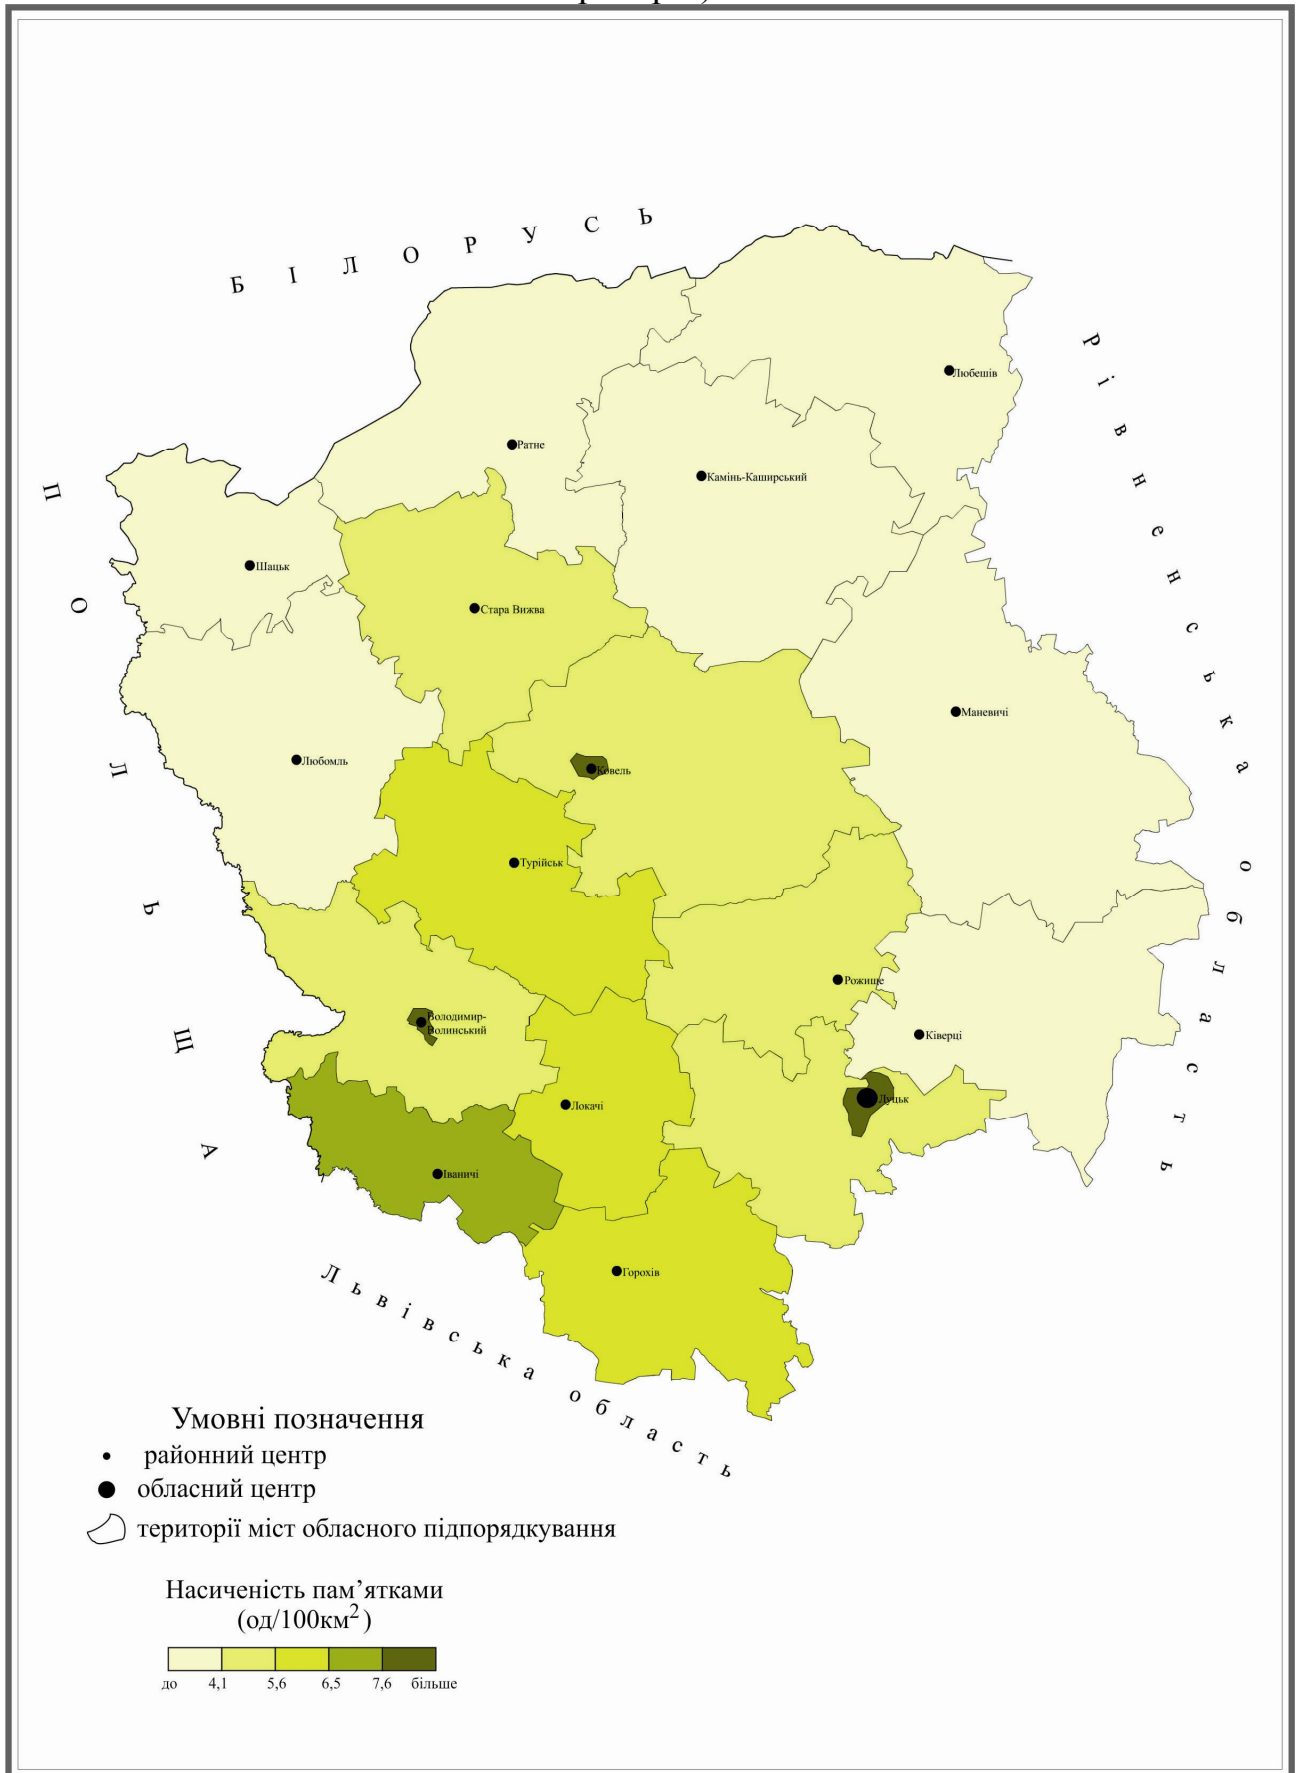 БІЛОРУСЬ
Рівненська область
ПОЛЬЩА
Любешів
Ратне
Камінь-Каширський
Шацьк
Стара Вижва
Маневичі
Любомль
Ковель
Турійськ
Рожище
Володимир-
Волинський
Ківерці
Луцьк
Локачі
Іваничі
Горохів
Львівська область
Умовні позначення
районний центр
обласний центр
території міст обласного підпорядкування
Насиченість пам’ятками
(од/100км²)
до 4,1 5,6 6,5 7,6 більше